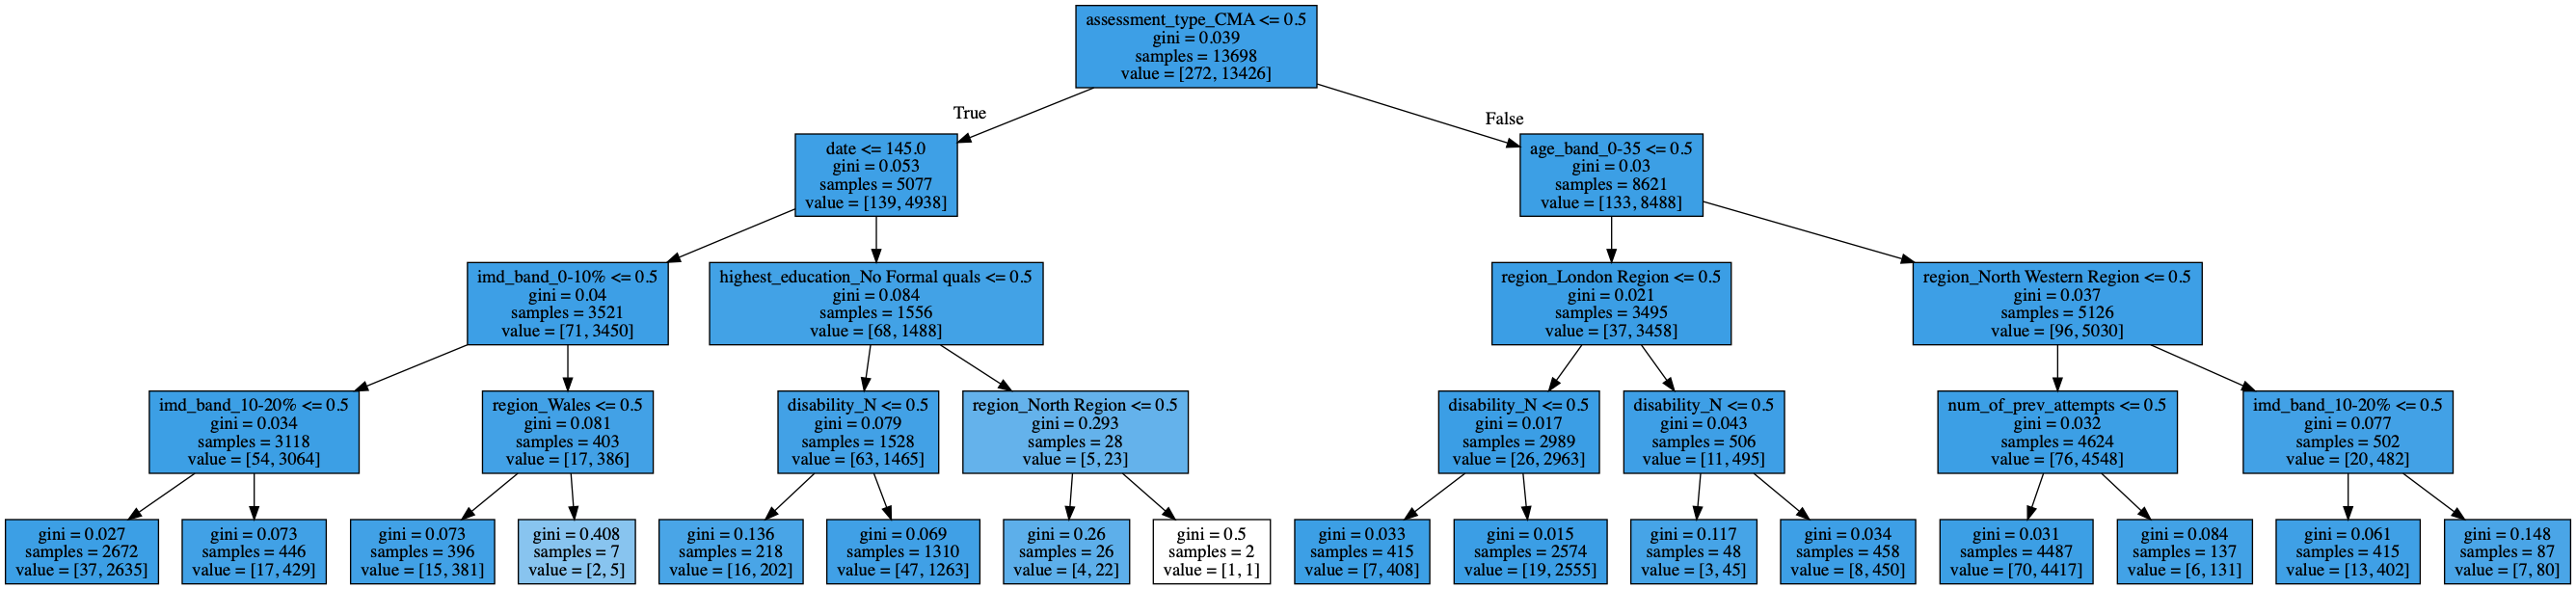 assessment_type_CMA <= 0.5
gini = 0.039
samples = 13698
value = [272, 13426]
True
False
date <= 145.0
gini = 0.053
samples = 5077
value = [139, 4938]
age_band_0-35 <= 0.5
gini = 0.03
samples = 8621
value = [133, 8488]
imd_band_0-10% <= 0.5
gini = 0.04
samples = 3521
value = [71, 3450]
highest_education_No Formal quals <= 0.5
gini = 0.084
samples = 1556
value = [68, 1488]
region_London Region <= 0.5
gini = 0.021
samples = 3495
value = [37, 3458]
region_North Western Region <= 0.5
gini = 0.037
samples = 5126
value = [96, 5030]
imd_band_10-20% <= 0.5
gini = 0.034
samples = 3118
value = [54, 3064]
region_Wales <= 0.5
gini = 0.081
samples = 403
value = [17, 386]
disability_N <= 0.5
gini = 0.079
samples = 1528
value = [63, 1465]
region_North Region <= 0.5
gini = 0.293
samples = 28
value = [5, 23]
disability_N <= 0.5
gini = 0.017
samples = 2989
value = [26, 2963]
disability_N <= 0.5
gini = 0.043
samples = 506
value = [11, 495]
num_of_prev_attempts <= 0.5
gini = 0.032
samples = 4624
value = [76, 4548]
imd_band_10-20% <= 0.5
gini = 0.077
samples = 502
value = [20, 482]
gini = 0.027
samples = 2672
value = [37, 2635]
gini = 0.073
samples = 446
value = [17, 429]
gini = 0.073
samples = 396
value = [15, 381]
gini = 0.408
samples = 7
value = [2, 5]
gini = 0.136
samples = 218
value = [16, 202]
gini = 0.069
samples = 1310
value = [47, 1263]
gini = 0.26
samples = 26
value = [4, 22]
gini = 0.5
samples = 2
value = [1, 1]
gini = 0.033
samples = 415
value = [7, 408]
gini = 0.015
samples = 2574
value = [19, 2555]
gini = 0.117
samples = 48
value = [3, 45]
gini = 0.034
samples = 458
value = [8, 450]
gini = 0.031
samples = 4487
value = [70, 4417]
gini = 0.084
samples = 137
value = [6, 131]
gini = 0.061
samples = 415
value = [13, 402]
gini = 0.148
samples = 87
value = [7, 80]